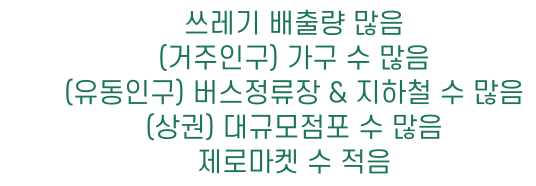 쓰레기 배출량 많음
(거주인구) 가구 수 많음
(유동인구) 버스정류장 & 지하철 수 많음
(상권) 대규모점포 수 많음
제로마켓 수 적음